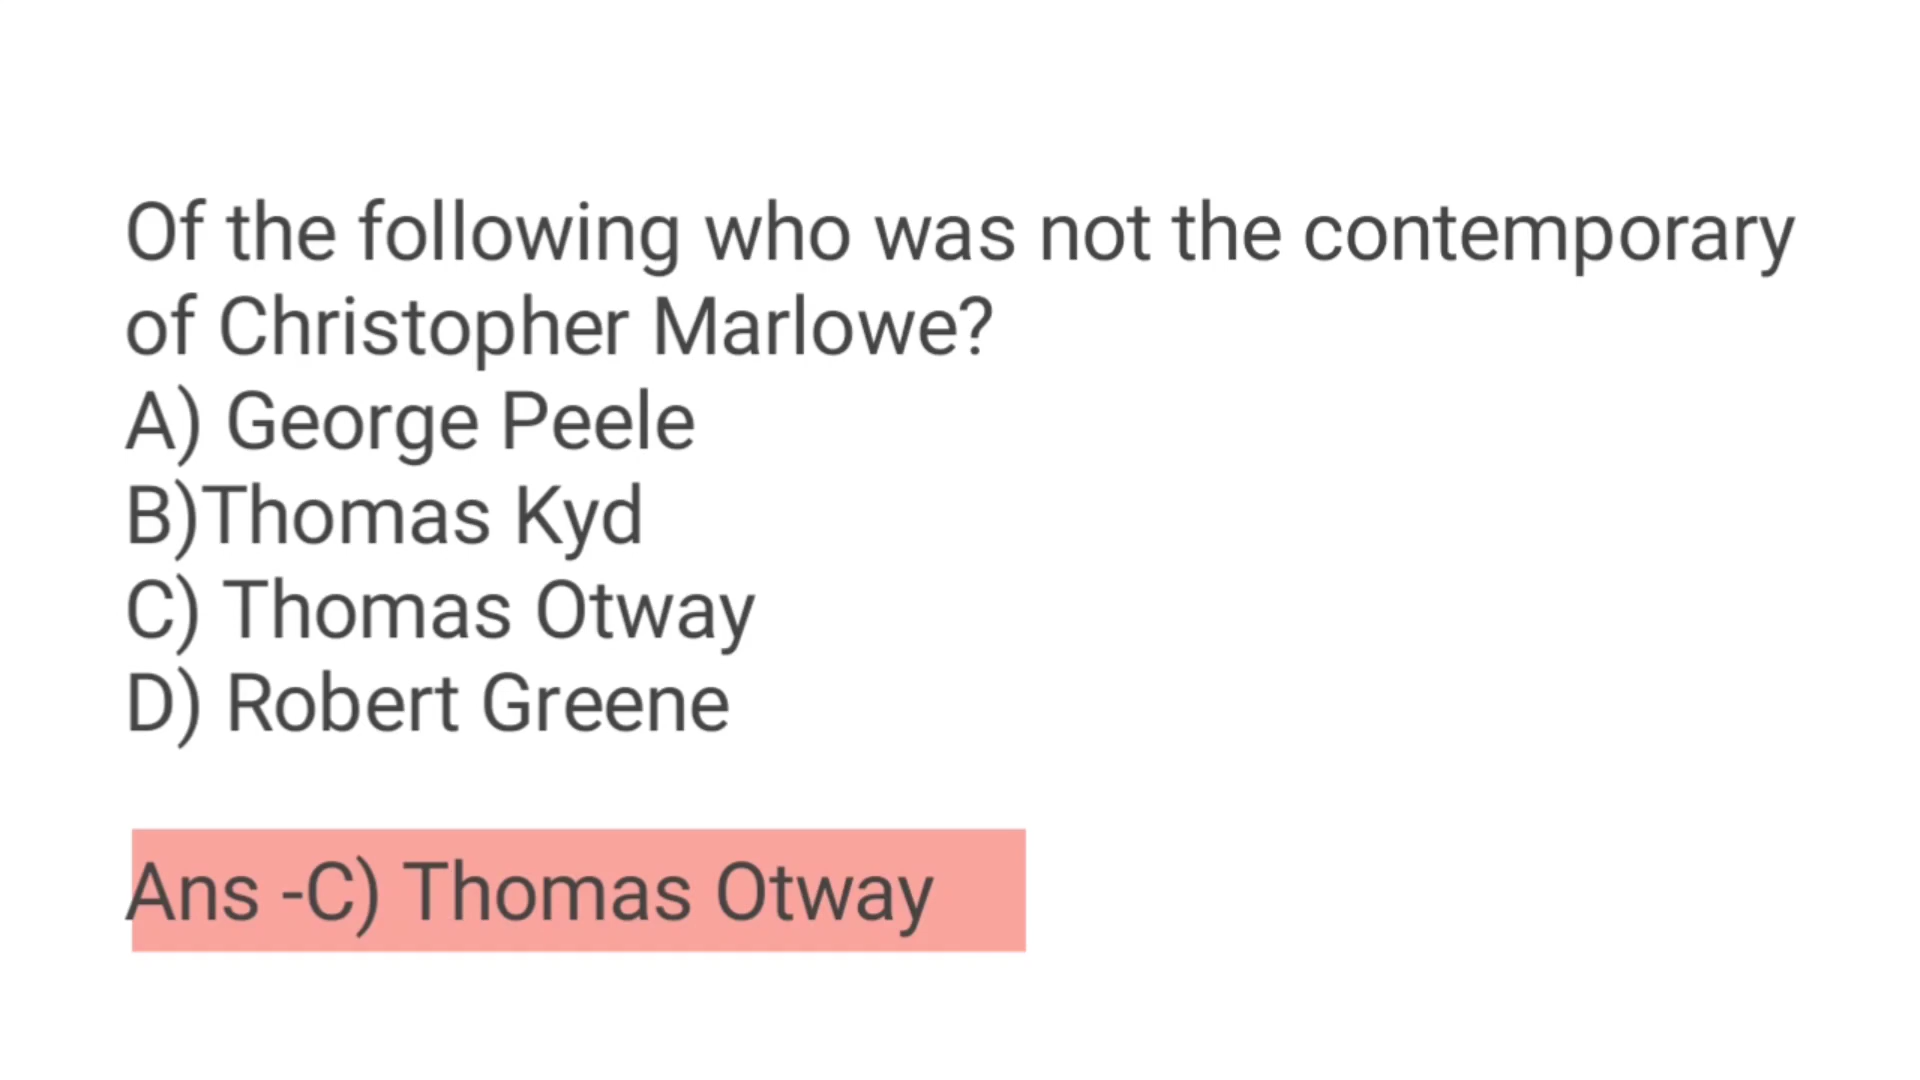 Of the following who was not the contemporary
of Christopher Marlowe?
A) George Peele
B)Thomas Kyd
C) Thomas Otway
D) Robert Greene
Ans -C) Thomas Otway